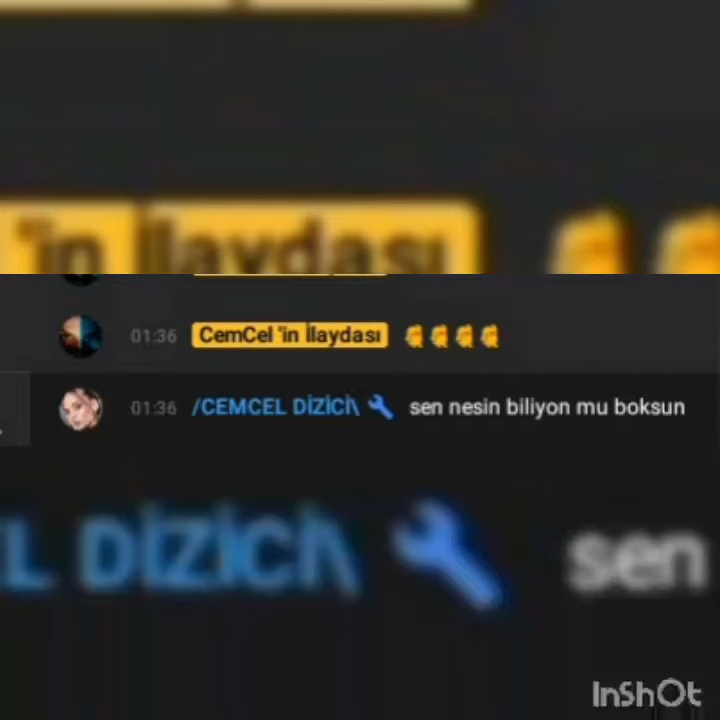 'in İlaydası
01:36 CemCel 'in İlaydası
01:36 /CEMCEL DİZİCİ\ sen nesin biliyon mu boksun
L DİZİCİ\ sen
InShOt